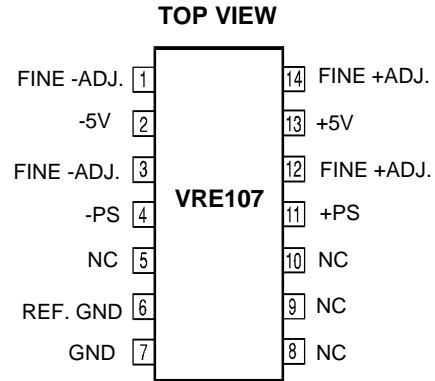 TOP VIEW
FINE -ADJ. 1 14 FINE +ADJ.
-5V 2 13 +5V
FINE -ADJ. 3 12 FINE +ADJ.
VRE107
-PS 4 11 +PS
NC 5 10 NC
REF. GND 6 9 NC
GND 7 8 NC